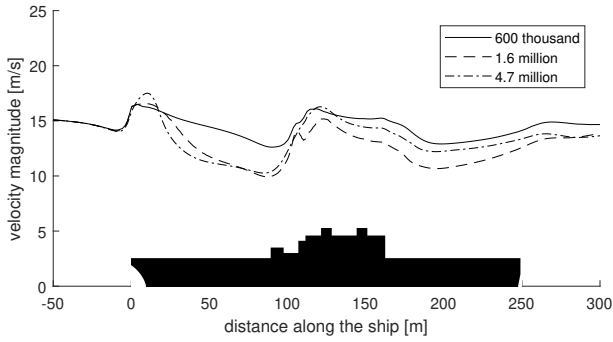 25
20
15
10
5
0
velocity magnitude [m/s]
600 thousand
1.6 million
4.7 million
-50 0 50 100 150 200 250 300
distance along the ship [m]